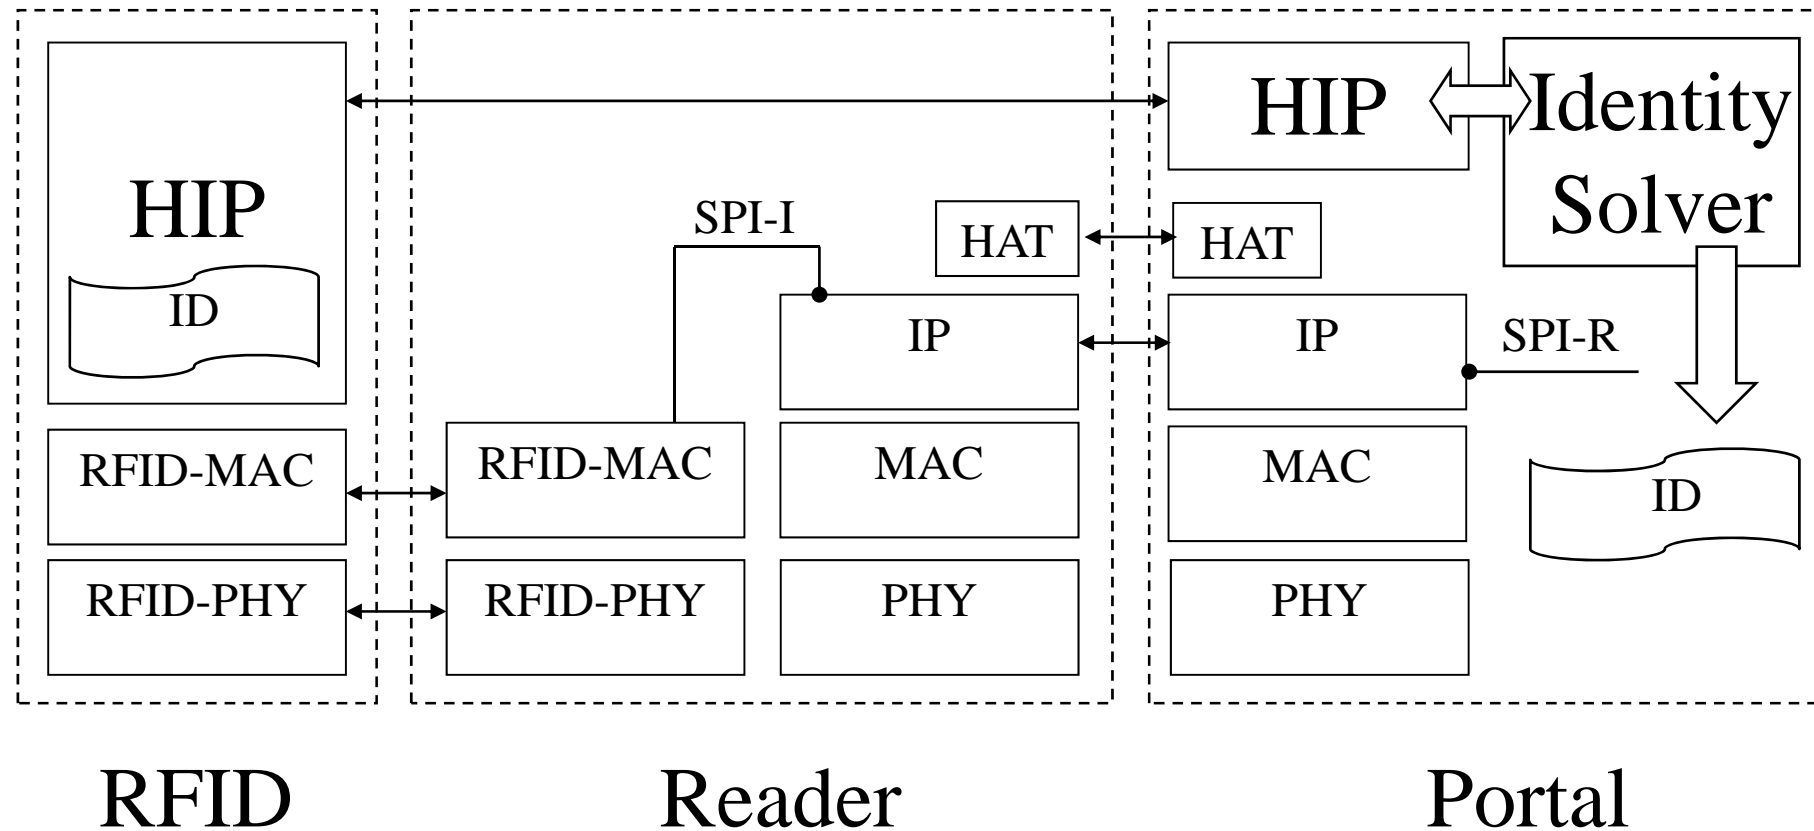 HIP
ID
RFID-MAC
RFID-PHY
RFID
SPI-I
HAT
IP
RFID-MAC
MAC
RFID-PHY
PHY
Reader
HIP
Identity
Solver
HAT
IP
SPI-R
MAC
ID
PHY
Portal